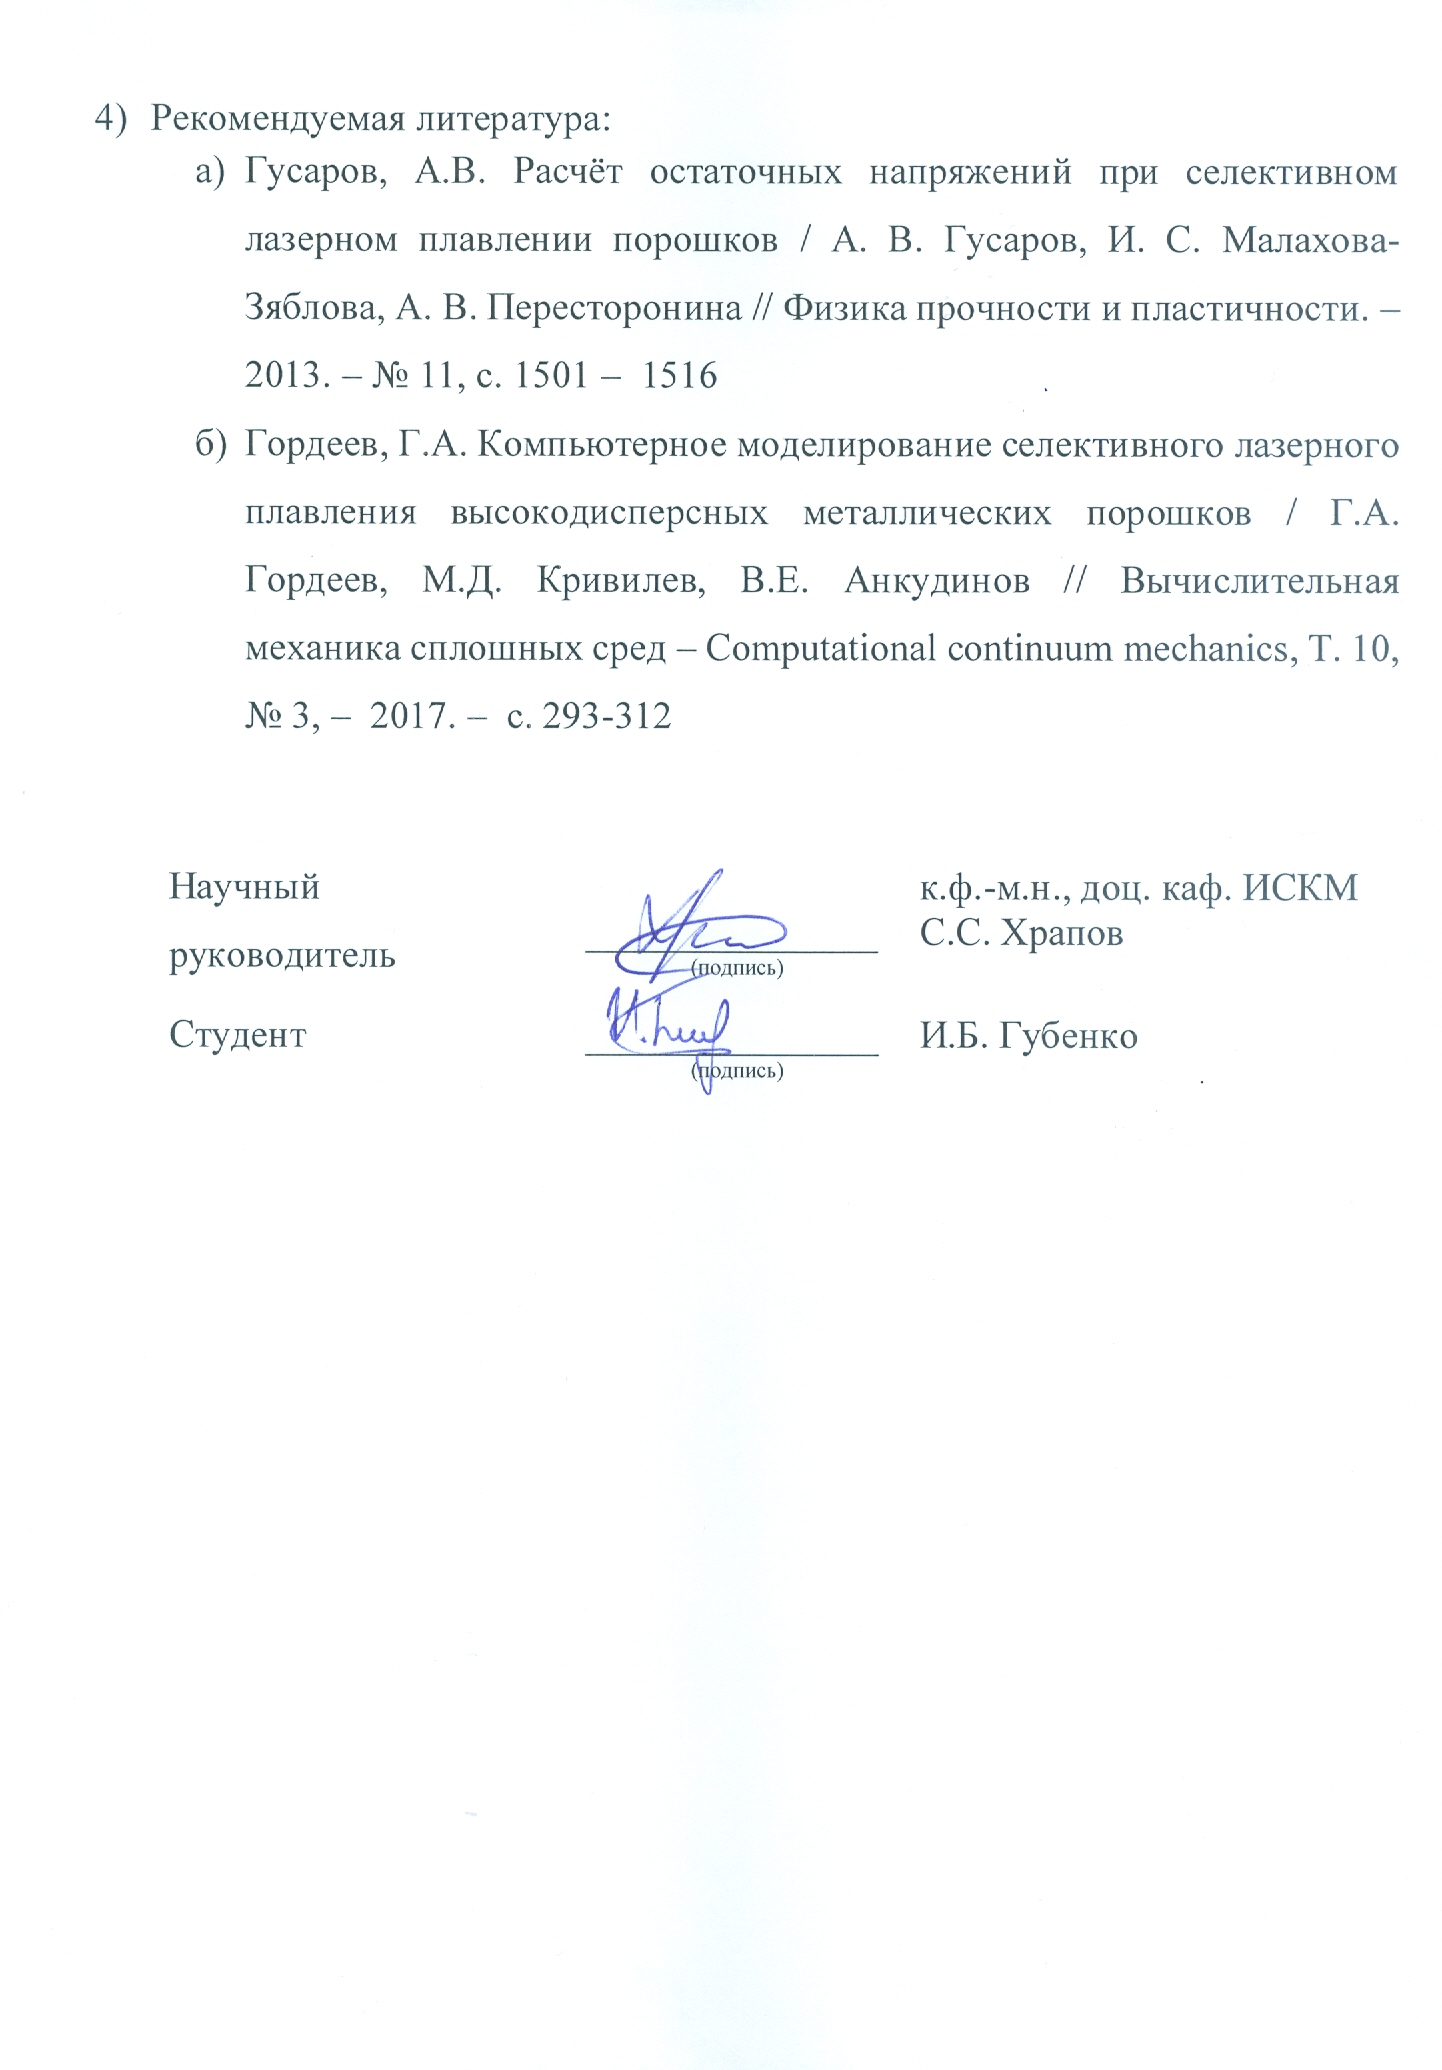 4) Рекомендуемая литература:
а) Гусаров, А.В. Расчёт остаточных напряжений при селективном
лазерном плавлении порошков / А. В. Гусаров, И. С. Малахова-
Зяблова, А. В. Пересторонина // Физика прочности и пластичности. –
2013. – № 11, с. 1501 – 1516
б) Гордеев, Г.А. Компьютерное моделирование селективного лазерного
плавления высокодисперсных металлических порошков / Г.А.
Гордеев, М.Д. Кривилев, В.Е. Анкудинов // Вычислительная
механика сплошных сред – Computational continuum mechanics, Т. 10,
№ 3, – 2017. – с. 293-312
Научный
руководитель
(подпись)
к.ф.-м.н., доц. каф. ИСКМ
С.С. Храпов
Студент
(подпись)
И.Б. Губенко